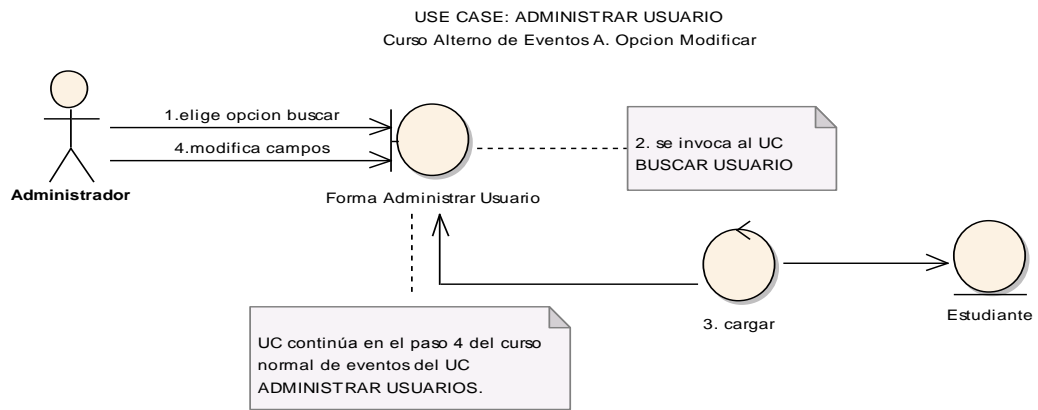 USE CASE: ADMINISTRAR USUARIO
Curso Alterno de Eventos A. Opcion Modificar
1.elige opcion buscar
4.modifica campos
2. se invoca al UC
BUSCAR USUARIO
Administrador
Forma Administrar Usuario
3. cargar
Estudiante
UC continúa en el paso 4 del curso
normal de eventos del UC
ADMINISTRAR USUARIOS.